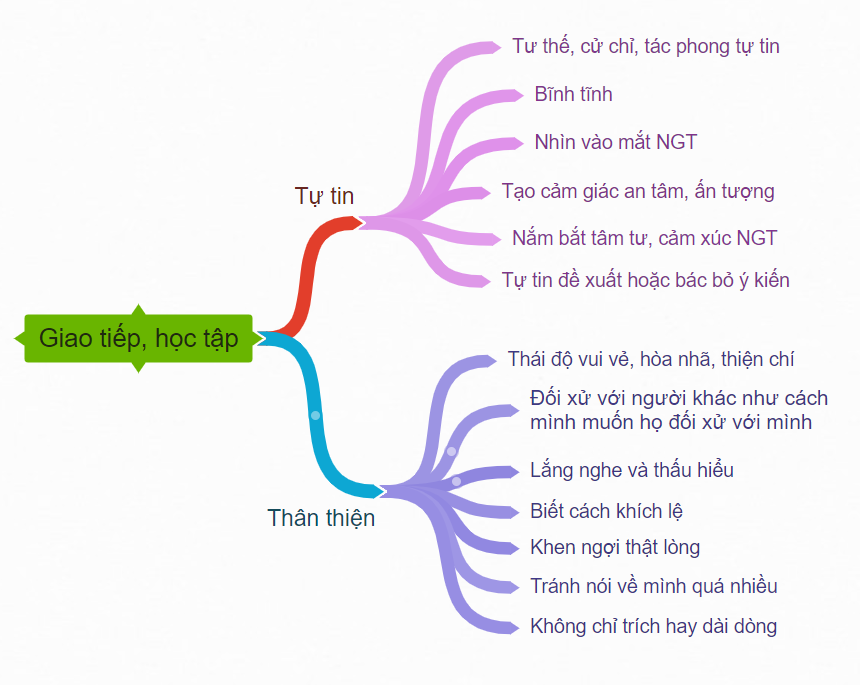 Tư thế, cử chỉ, tác phong tự tin
Bĩnh tĩnh
Nhìn vào mắt NGT
Tạo cảm giác an tâm, ấn tượng
Nắm bắt tâm tư, cảm xúc NGT
Tự tin đề xuất hoặc bác bỏ ý kiến
Tự tin
Giao tiếp, học tập
Thái độ vui vẻ, hòa nhã, thiện chí
Đối xử với người khác như cách
mình muốn họ đối xử với mình
Lắng nghe và thấu hiểu
Biết cách khích lệ
Khen ngợi thật lòng
Tránh nói về mình quá nhiều
Không chỉ trích hay dài dòng
Thân thiện